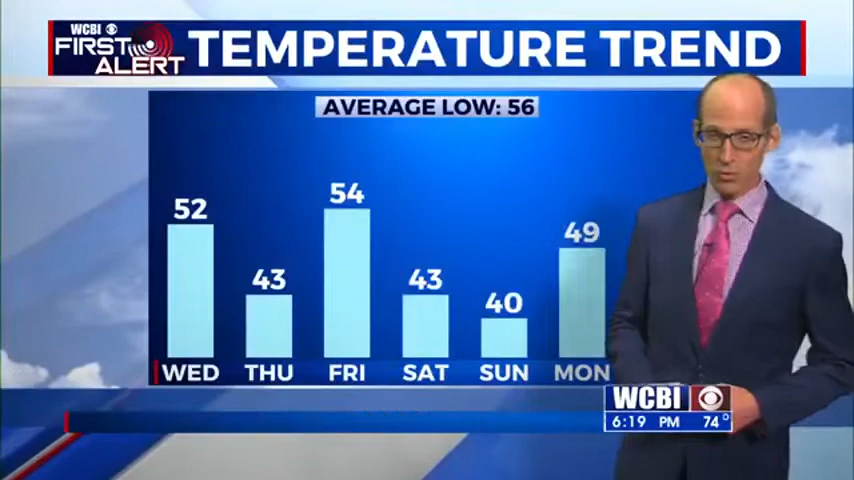 WCBI
FIRST
ALERT
TEMPERATURE TREND
AVERAGE LOW: 56
52
43
54
43
40
49
WED THU FRI SAT SUN MON
WCBI
6:19 PM 74°